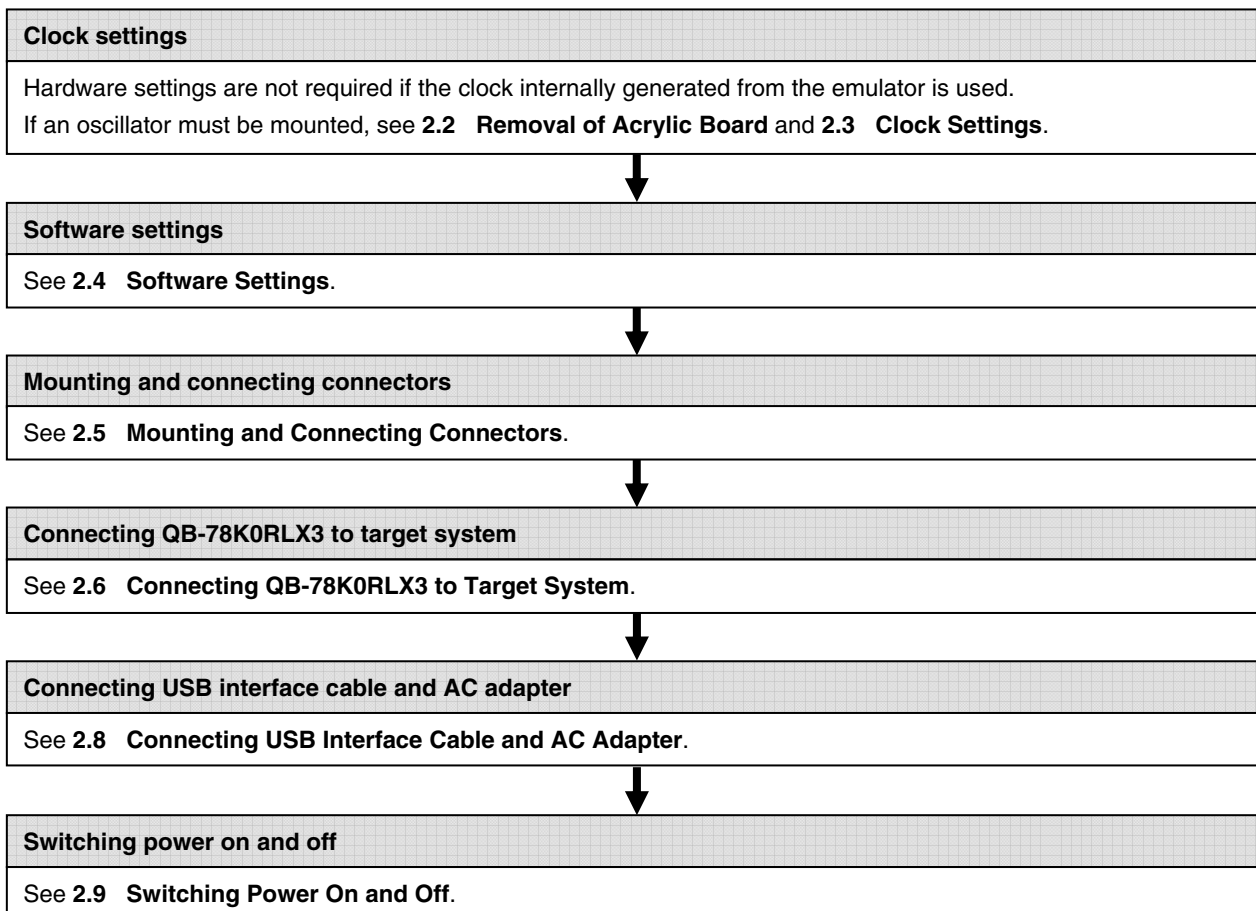 Clock settings
Hardware settings are not required if the clock internally generated from the emulator is used.
If an oscillator must be mounted, see 2.2 Removal of Acrylic Board and 2.3 Clock Settings.
Software settings
See 2.4 Software Settings.
Mounting and connecting connectors
See 2.5 Mounting and Connecting Connectors.
Connecting QB-78K0RLX3 to target system
See 2.6 Connecting QB-78K0RLX3 to Target System.
Connecting USB interface cable and AC adapter
See 2.8 Connecting USB Interface Cable and AC Adapter.
Switching power on and off
See 2.9 Switching Power On and Off.